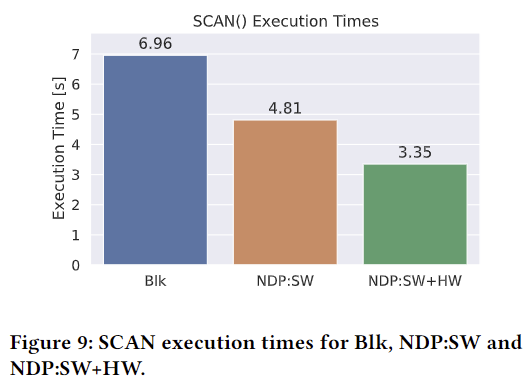 SCAN() Execution Times
Execution Time [s]
7
6
5
4
3
2
1
0
6.96
4.81
3.35
Blk
NDP:SW
NDP:SW+HW
Figure 9: SCAN execution times for Blk, NDP:SW and
NDP:SW+HW.